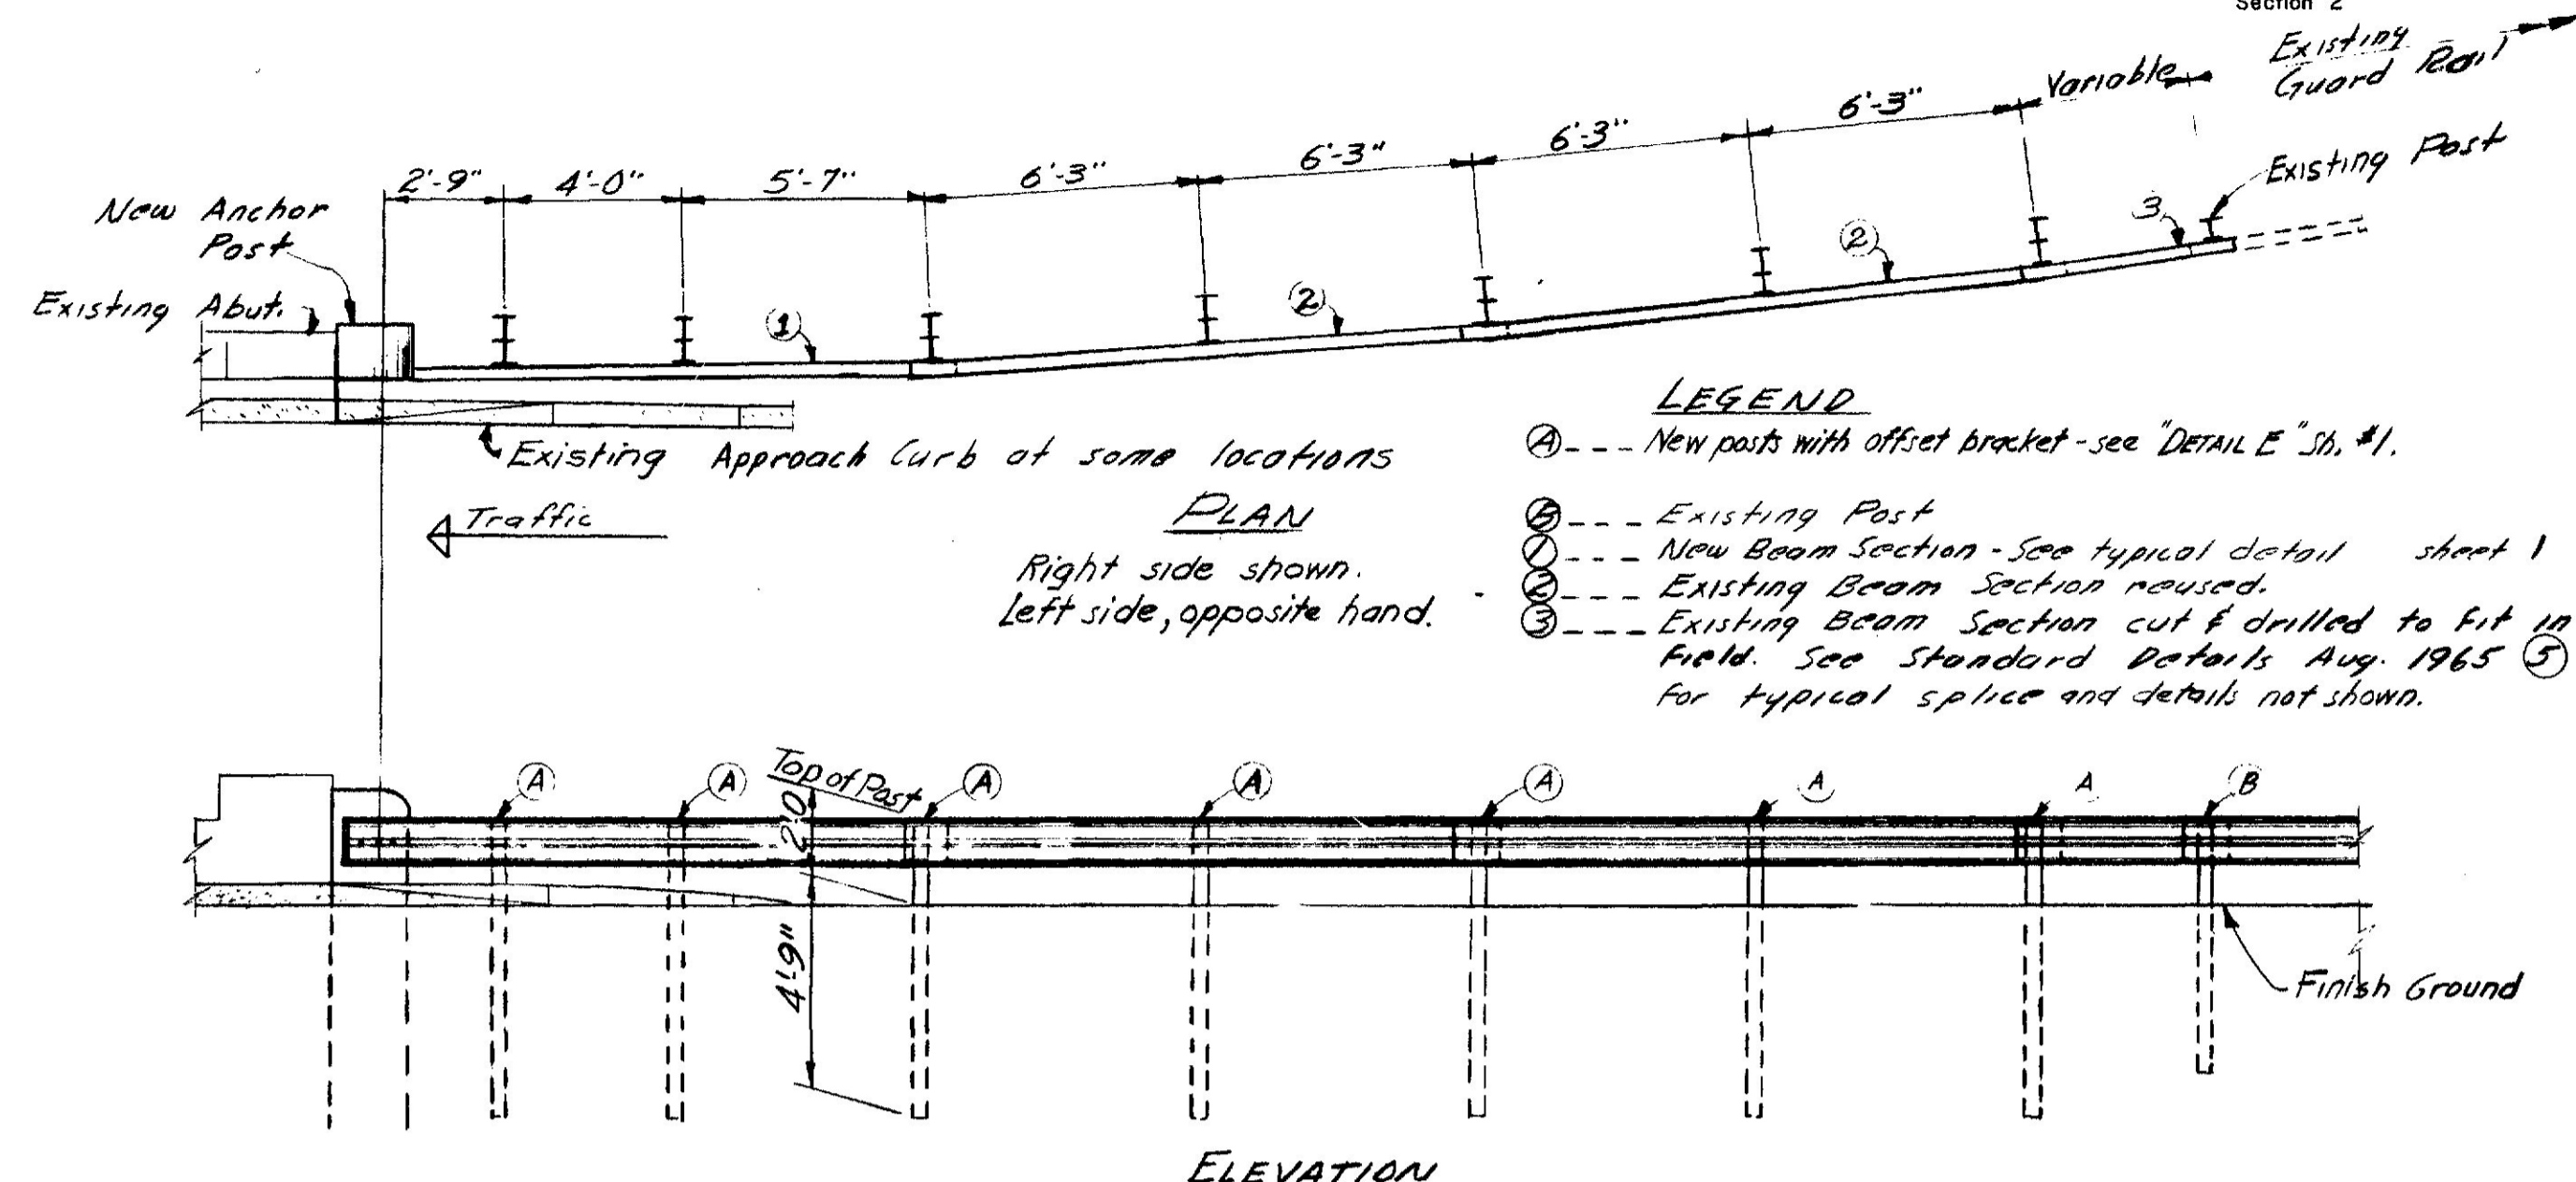 Section 2
Existing
Guard Rail
Variable
6'-3"
6'-3"
6'-3"
6'-3"
5'-7"
4'-0"
2'-9"
Existing Post
New Anchor
Post
Existing Abut.
1
2
2
3
Existing Approach Curb at some locations
Traffic
PLAN
Right side shown.
Left side, opposite hand.
LEGEND
A --- New posts with offset bracket - see "DETAIL E" Sh. #1.
B --- Existing Post
1 --- New Beam Section - See typical detail sheet 1
2 --- Existing Beam Section reused.
3 --- Existing Beam Section cut & drilled to fit in
field. See Standard Details Aug. 1965 5
for typical splice and details not shown.
A
A
Top of Post
A
A
A
A
A
B
2'-0
4'-9"
Finish Ground
ELEVATION